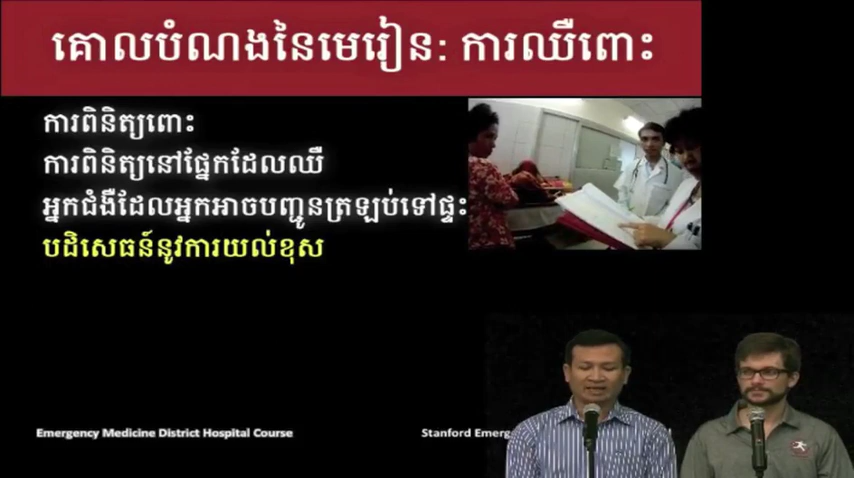 គោលបំណងនៃមេរៀន: ការឈឺពោះ
ការពិនិត្យពោះ
ការពិនិត្យនៅផ្នែកដែលឈឺ
អ្នកជំងឺដែលអ្នកអាចបញ្ជូនត្រឡប់ទៅផ្ទះ
បដិសេធន៍នូវការយល់ខុស
Emergency Medicine District Hospital Course
Stanford Emerg